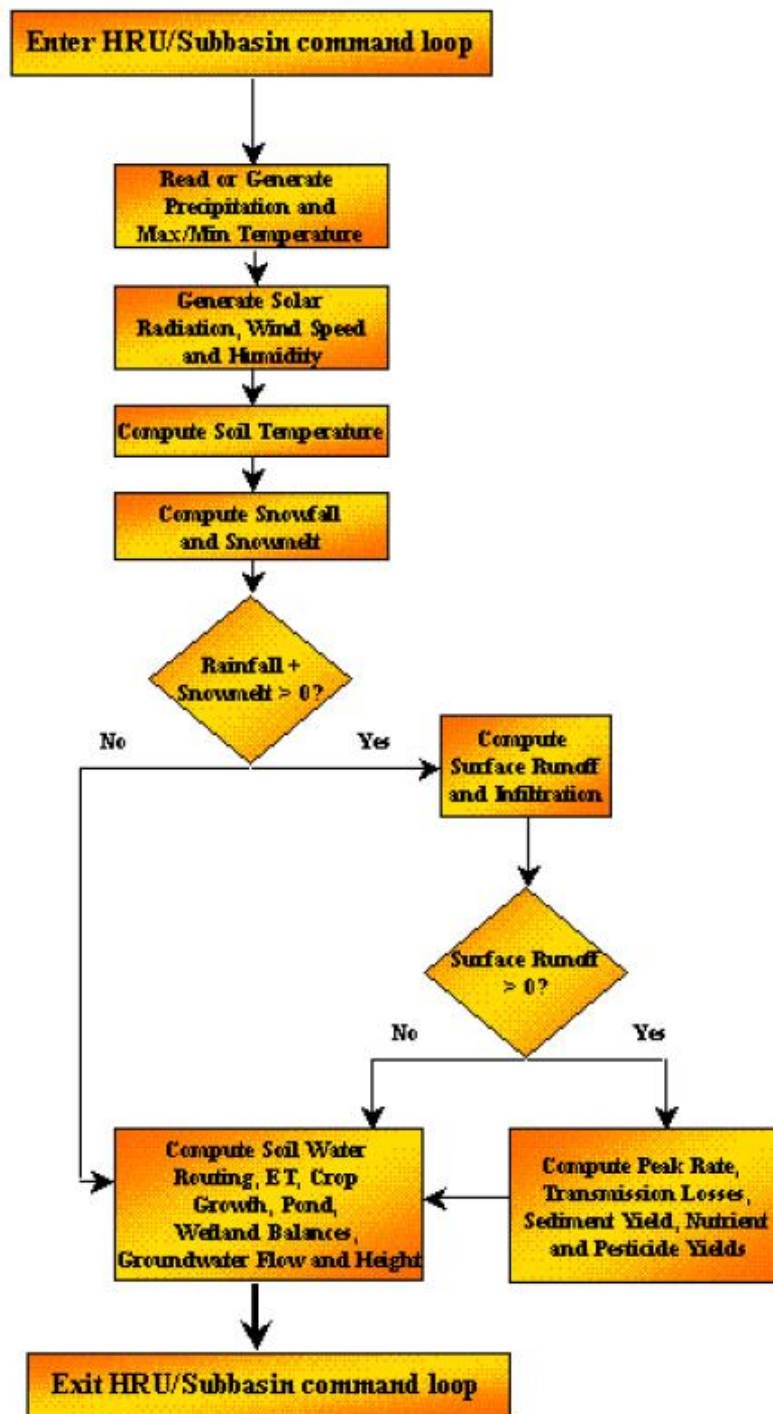 Enter HRU/Subbasin command loop
Read or Generate
Precipitation and
Max/Min Temperature
Generate Solar
Radiation, Wind Speed
and Humidity
Compute Soil Temperature
Compute Snowfall
and Snowmelt
Rainfall +
Snowmelt > 0?
No
Yes
Compute
Surface Runoff
and Infiltration
Surface Runoff
> 0?
No
Yes
Compute Soil Water
Routing, ET, Crop
Growth, Pond,
Wetland Balances,
Groundwater Flow and Height
Compute Peak Rate,
Transmission Losses,
Sediment Yield, Nutrient
and Pesticide Yields
Exit HRU/Subbasin command loop